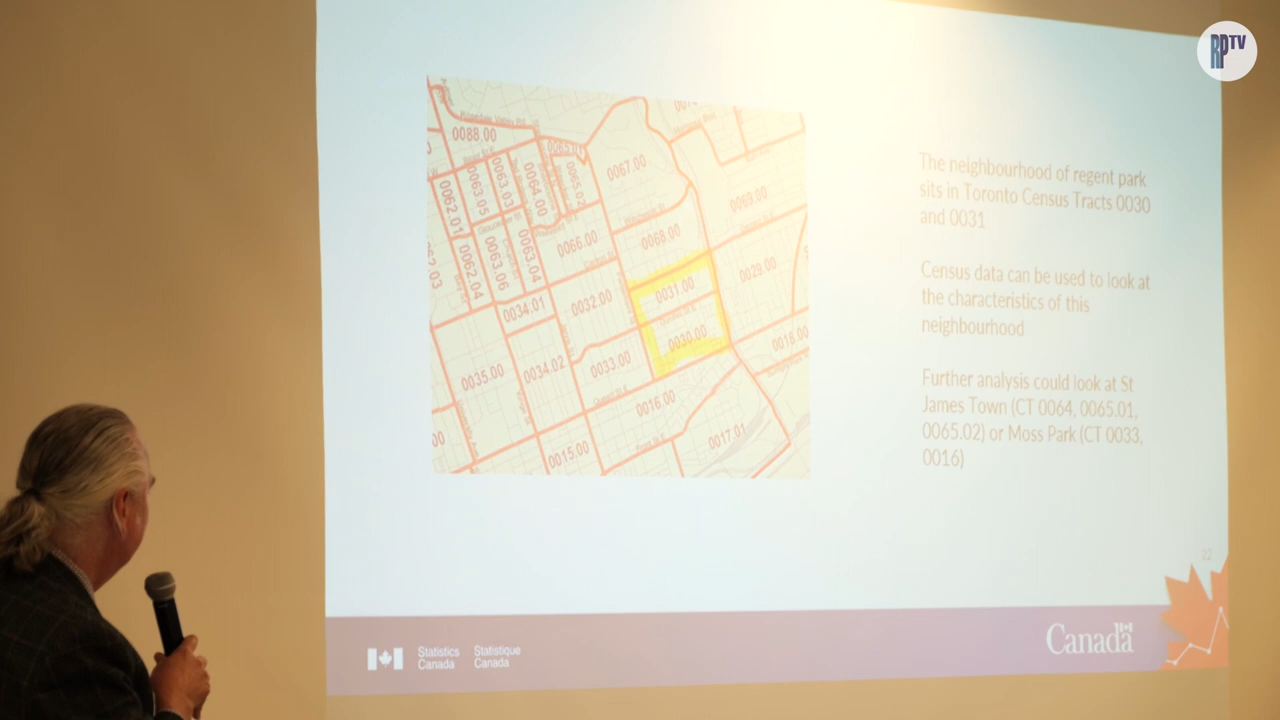 RPTV
The neighbourhood of regent park
sits in Toronto Census Tracts 0030
and 0031
Census data can be used to look at
the characteristics of this
neighbourhood
Further analysis could look at St
James Town (CT 0064, 0065.01,
0065.02) or Moss Park (CT 0033,
0016)
0088.00
0067.00
0065.02
0064.00
0063.03
0063.05
0062.01
0069.00
0068.00
0066.00
0063.04
0063.06
0062.04
0029.00
0031.00
0032.00
0034.01
0030.00
0018.00
0033.00
0034.02
0035.00
0016.00
0017.01
0015.00
22
Statistics Statistique
Canada Canada
Canada